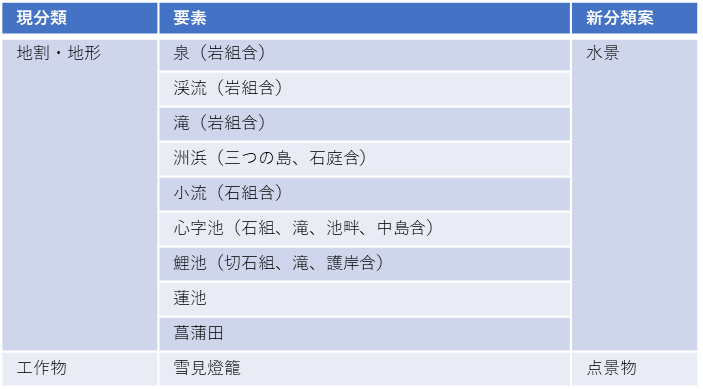 現分類 要素 新分類案
地割・地形 泉（岩組含） 水景
渓流（岩組含）
滝（岩組含）
洲浜（三つの島、石庭含）
小流（石組含）
心字池（石組、滝、池畔、中島含）
鯉池（切石組、滝、護岸含）
蓮池
菖蒲田
工作物 雪見燈籠 点景物